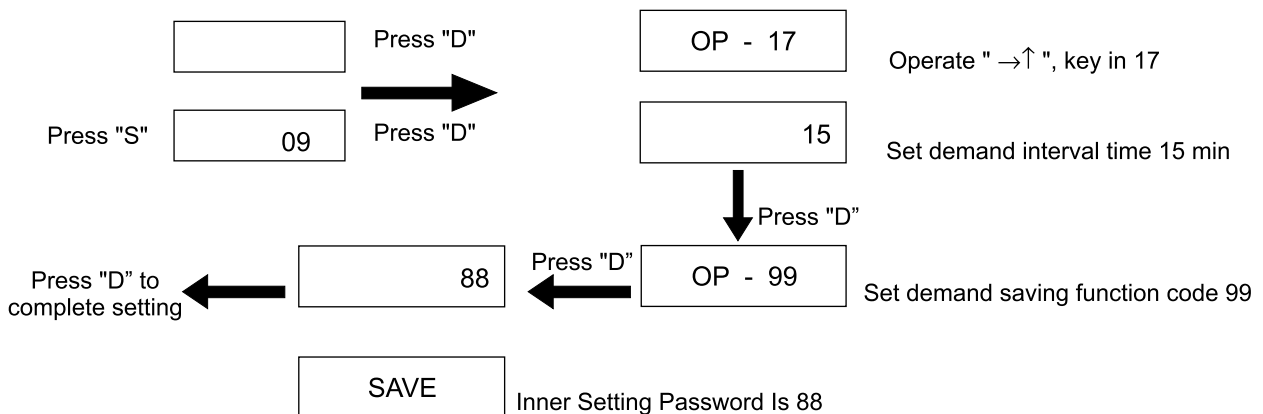 Press "D"
OP - 17
Operate " →↑ ", key in 17
Press "S"
09
Press "D"
15
Set demand interval time 15 min
Press "D”
Press "D” to
complete setting
88
Press "D”
OP - 99
Set demand saving function code 99
SAVE
Inner Setting Password Is 88